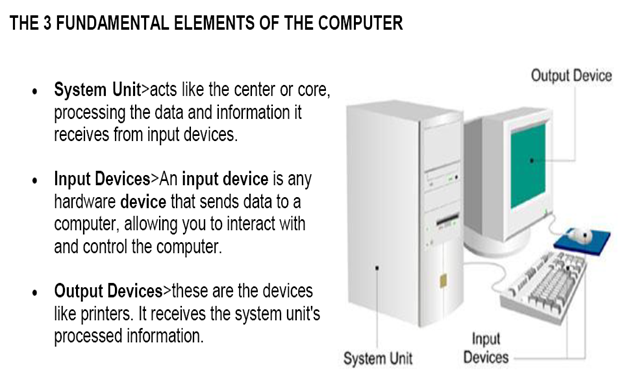 THE 3 FUNDAMENTAL ELEMENTS OF THE COMPUTER
• System Unit>acts like the center or core,
processing the data and information it
receives from input devices.
• Input Devices>An input device is any
hardware device that sends data to a
computer, allowing you to interact with
and control the computer.
• Output Devices>these are the devices
like printers. It receives the system unit's
processed information.
Output Device
System Unit
Input
Devices